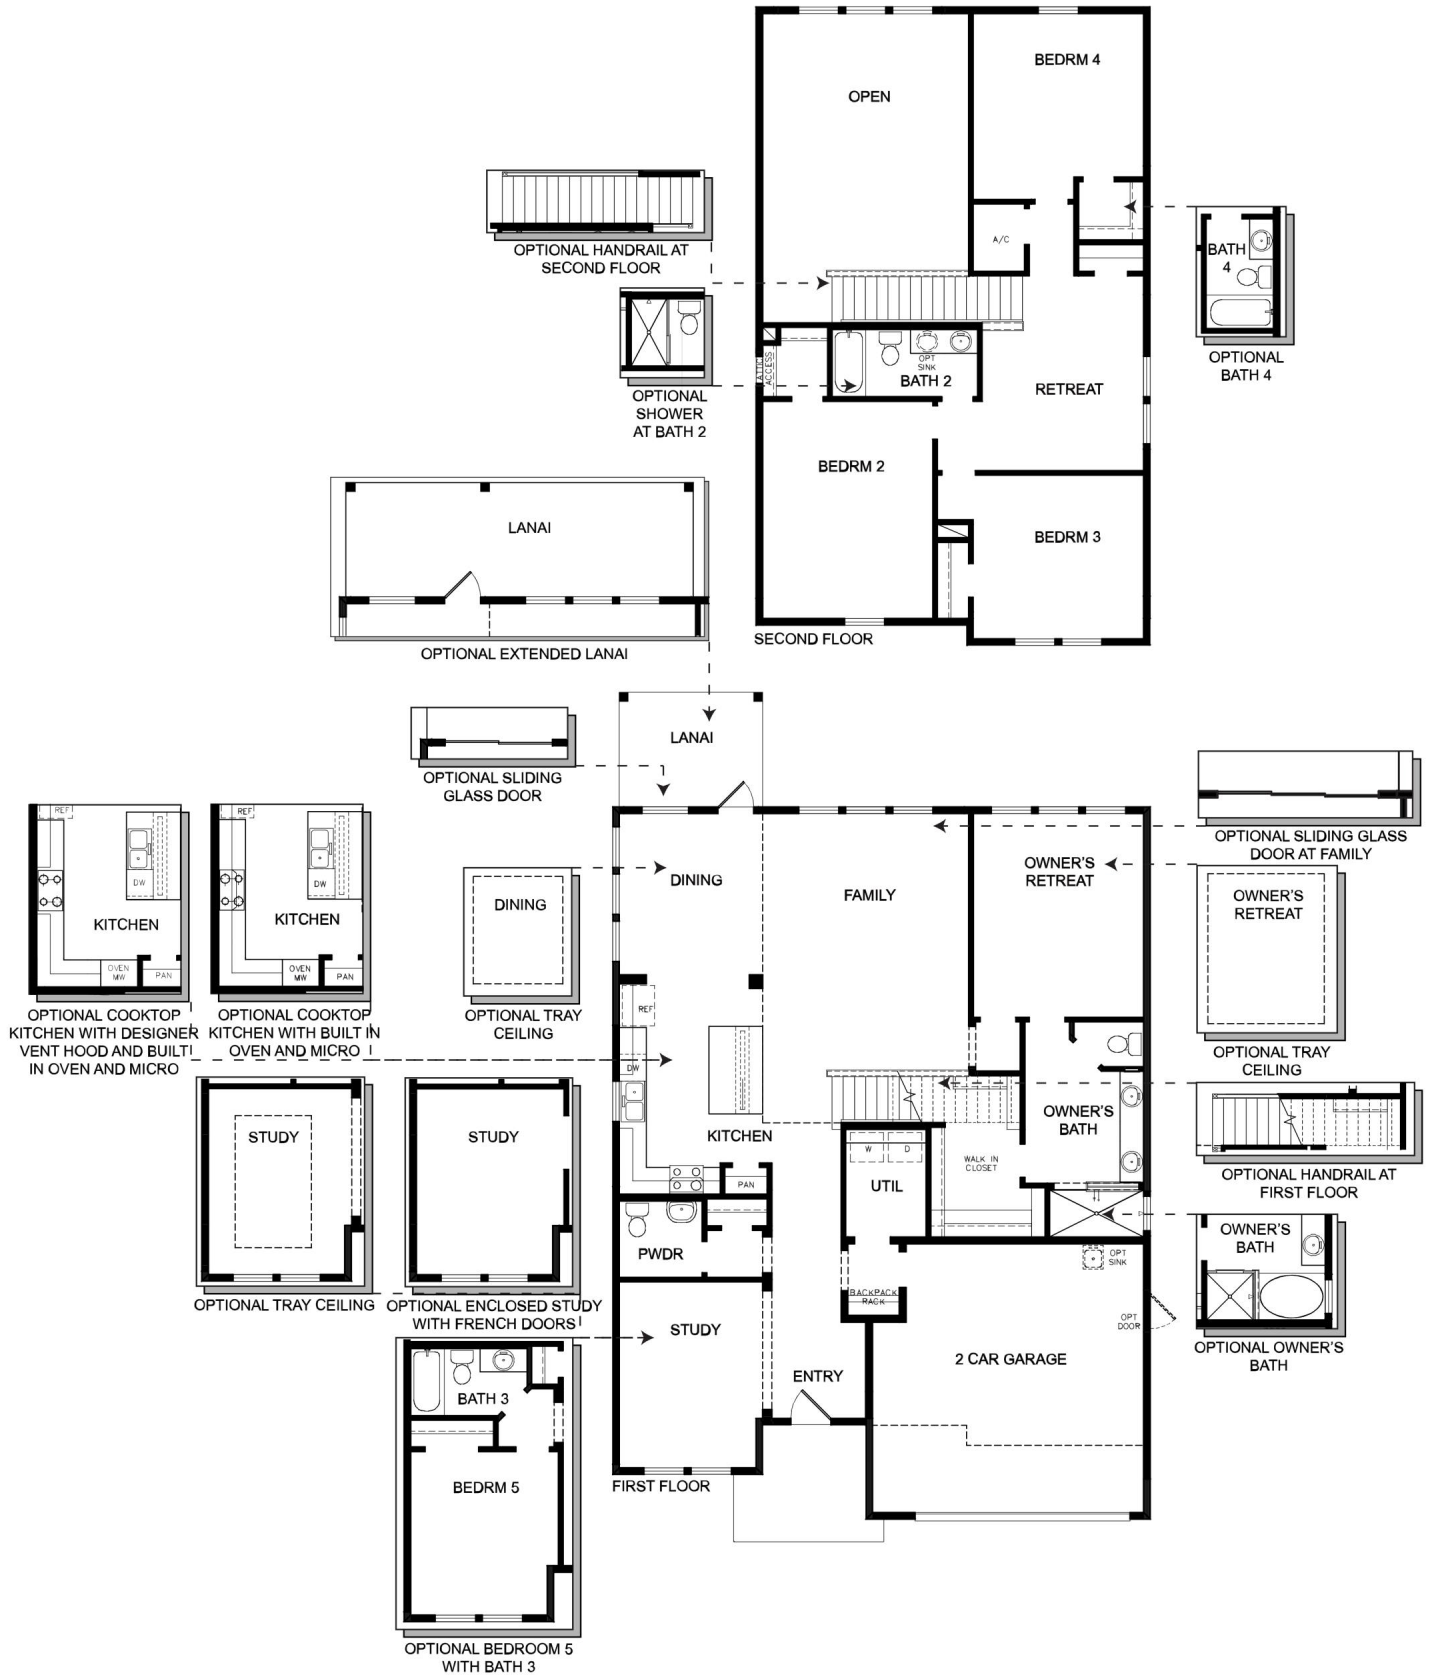 BEDRM 4
OPEN
A/C
OPTIONAL HANDRAIL AT
SECOND FLOOR
BATH
4
OPTIONAL
BATH 4
OPTIONAL
SHOWER
AT BATH 2
ATTIC
ACCESS
OPT
SINK
BATH 2
RETREAT
BEDRM 2
BEDRM 3
SECOND FLOOR
LANAI
OPTIONAL EXTENDED LANAI
LANAI
OPTIONAL SLIDING
GLASS DOOR
OPTIONAL SLIDING GLASS
DOOR AT FAMILY
REF
DW
KITCHEN
OVEN
MW
PAN
OPTIONAL COOKTOP
KITCHEN WITH DESIGNER
VENT HOOD AND BUILT
IN OVEN AND MICRO
REF
DW
KITCHEN
OVEN
MW
PAN
OPTIONAL COOKTOP
KITCHEN WITH BUILT IN
OVEN AND MICRO
DINING
OPTIONAL TRAY
CEILING
DINING
FAMILY
OWNER'S
RETREAT
OWNER'S
RETREAT
OPTIONAL TRAY
CEILING
REF
DW
KITCHEN
PAN
W
D
UTIL
WALK IN
CLOSET
OWNER'S
BATH
OPTIONAL HANDRAIL AT
FIRST FLOOR
STUDY
OPTIONAL TRAY CEILING
STUDY
OPTIONAL ENCLOSED STUDY
WITH FRENCH DOORS
PWDR
BACKPACK
RACK
OPT
SINK
OPT
DOOR
OWNER'S
BATH
OPTIONAL OWNER'S
BATH
STUDY
ENTRY
2 CAR GARAGE
FIRST FLOOR
BATH 3
BEDRM 5
OPTIONAL BEDROOM 5
WITH BATH 3